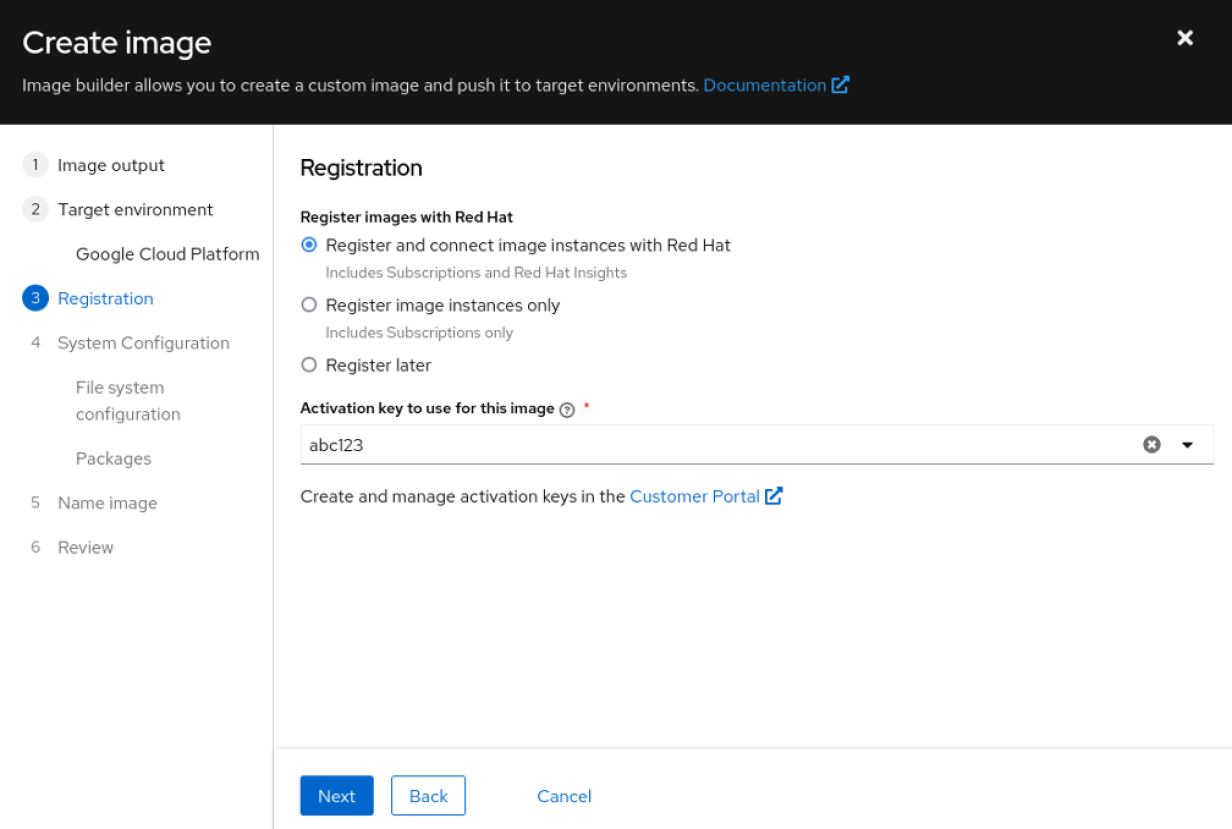 Create image
Image builder allows you to create a custom image and push it to target environments. Documentation
1 Image output
2 Target environment
Google Cloud Platform
3 Registration
4 System Configuration
File system
configuration
Packages
5 Name image
6 Review
Registration
Register images with Red Hat
Register and connect image instances with Red Hat
Includes Subscriptions and Red Hat Insights
Register image instances only
Includes Subscriptions only
Register later
Activation key to use for this image ? *
abc123
Create and manage activation keys in the Customer Portal
Next Back Cancel